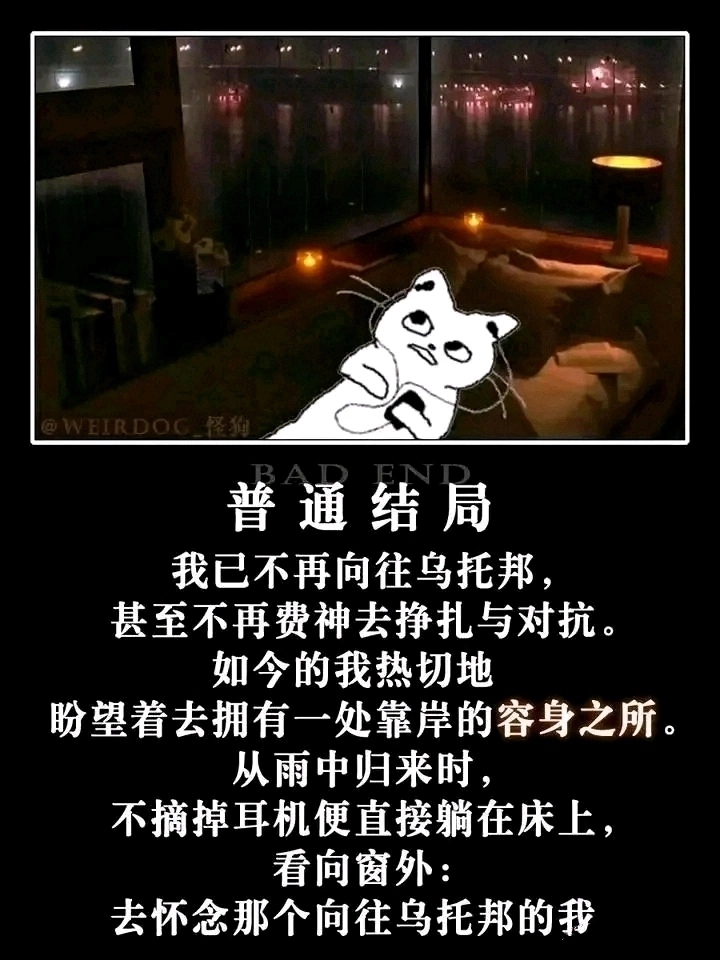 @WEIRDOG_怪狗
BAD END
普通结局
我已不再向往乌托邦，
甚至不再费神去挣扎与对抗。
如今的我热切地
盼望着去拥有一处靠岸的容身之所。
从雨中归来时，
不摘掉耳机便直接躺在床上，
看向窗外：
去怀念那个向往乌托邦的我